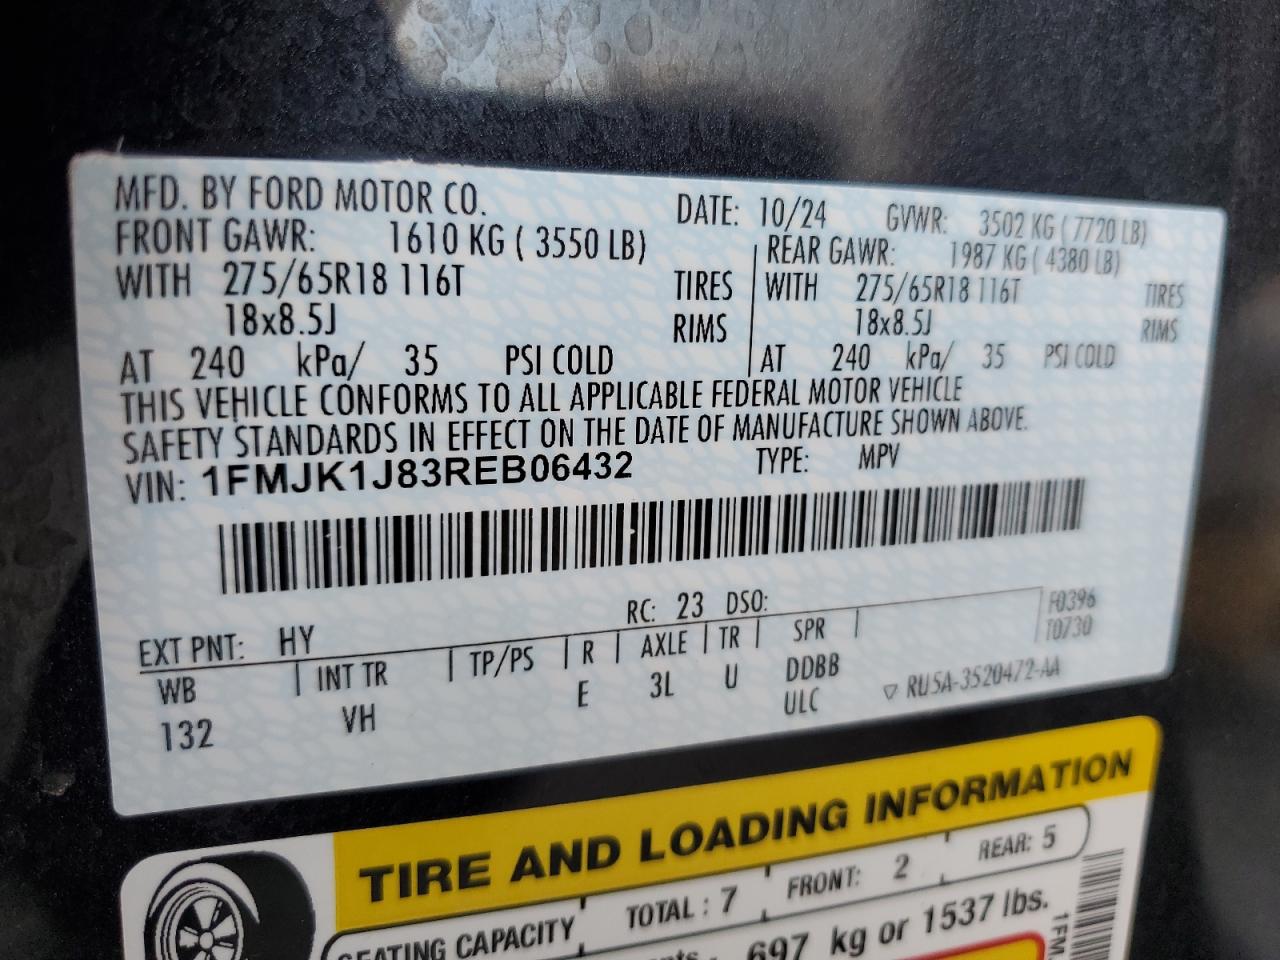 MFD. BY FORD MOTOR CO.
DATE: 10/24 GVWR: 3502 KG ( 7720 LB)
FRONT GAWR: 1610 KG ( 3550 LB)
REAR GAWR: 1987 KG ( 4380 LB)
WITH 275/65R18 116T TIRES
WITH 275/65R18 116T TIRES
18x8.5J RIMS
18x8.5J RIMS
AT 240 kPa/ 35 PSI COLD
AT 240 kPa/ 35 PSI COLD
THIS VEHICLE CONFORMS TO ALL APPLICABLE FEDERAL MOTOR VEHICLE
SAFETY STANDARDS IN EFFECT ON THE DATE OF MANUFACTURE SHOWN ABOVE.
VIN: 1FMJK1J83REB06432 TYPE: MPV
EXT PNT: HY RC: 23 DSO: F0396
T0730
WB INT TR TP/PS R AXLE TR SPR
132 VH E 3L U DDBB
ULC ▽ RU5A-3520472-AA
TIRE AND LOADING INFORMATION
SEATING CAPACITY TOTAL : 7 FRONT: 2 REAR: 5
697 kg or 1537 lbs.
1FM